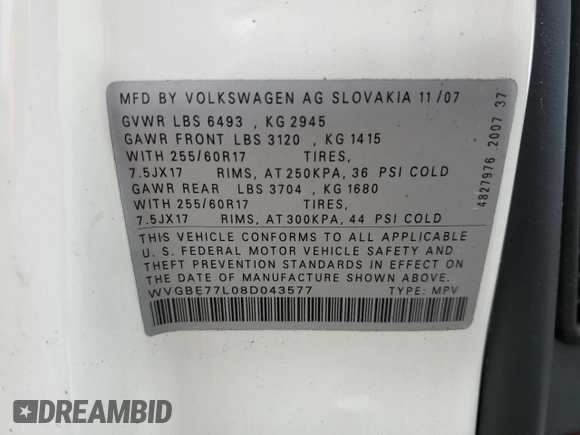 MFD BY VOLKSWAGEN AG SLOVAKIA 11/07
GVWR LBS 6493 , KG 2945
GAWR FRONT LBS 3120 , KG 1415
WITH 255/60R17 TIRES,
7.5JX17 RIMS, AT 250KPA, 36 PSI COLD
GAWR REAR LBS 3704 , KG 1680
WITH 255/60R17 TIRES,
7.5JX17 RIMS, AT 300KPA, 44 PSI COLD
THIS VEHICLE CONFORMS TO ALL APPLICABLE
U. S. FEDERAL MOTOR VEHICLE SAFETY AND
THEFT PREVENTION STANDARDS IN EFFECT ON
THE DATE OF MANUFACTURE SHOWN ABOVE.
WVGBE77L08D043577 TYPE: MPV
4827976 2007 37
DREAMBID